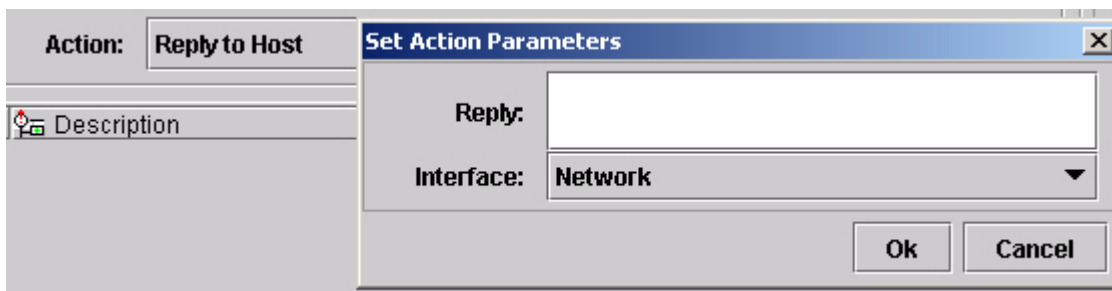 Action: Reply to Host
Set Action Parameters
Description
Reply:
Interface: Network
Ok Cancel